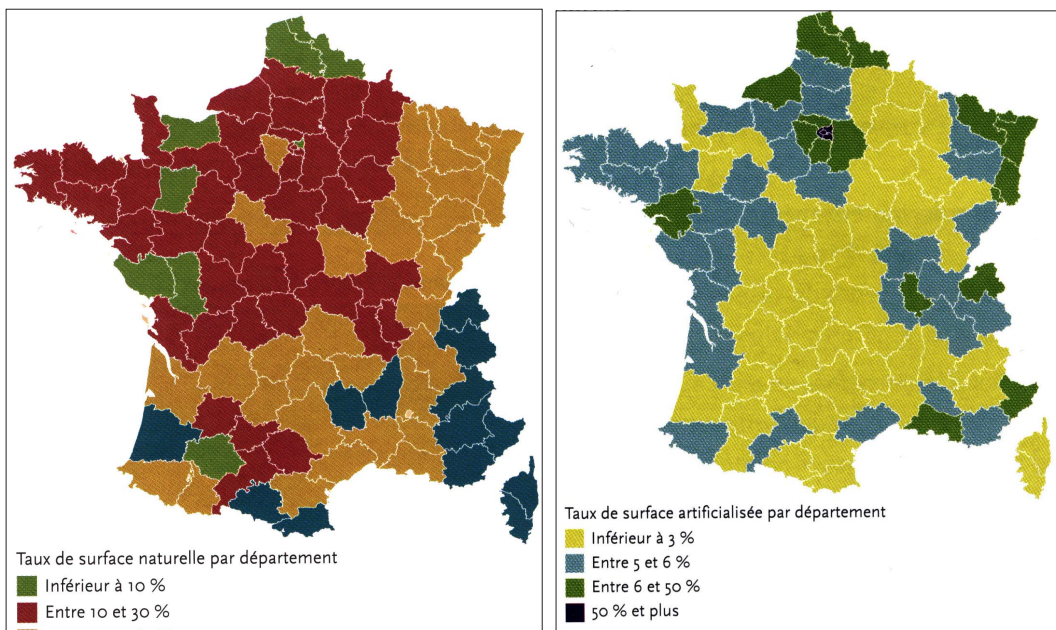 Taux de surface naturelle par département
Inférieur à 10 %
Entre 10 et 30 %
Taux de surface artificialisée par département
Inférieur à 3 %
Entre 5 et 6 %
Entre 6 et 50 %
50 % et plus